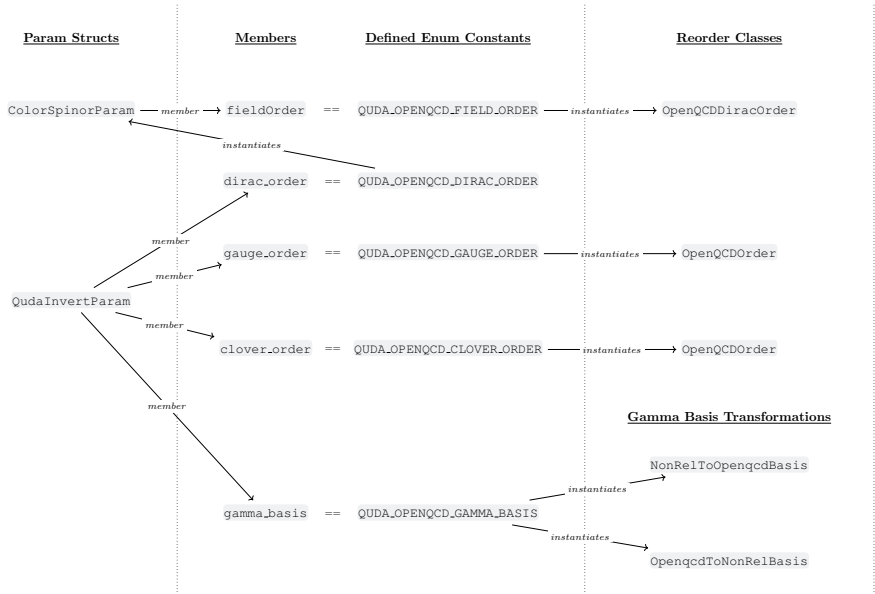 Param Structs Members Defined Enum Constants Reorder Classes
ColorSpinorParam member fieldOrder == QUDA_OPENQCD_FIELD_ORDER instantiates OpenQCDDiracOrder
instantiates
dirac_order == QUDA_OPENQCD_DIRAC_ORDER
member
gauge_order == QUDA_OPENQCD_GAUGE_ORDER instantiates OpenQCDOrder
member
QudaInvertParam
member
clover_order == QUDA_OPENQCD_CLOVER_ORDER instantiates OpenQCDOrder
member
Gamma Basis Transformations
NonRelToOpenqcdBasis
instantiates
gamma_basis == QUDA_OPENQCD_GAMMA_BASIS
instantiates
OpenqcdToNonRelBasis